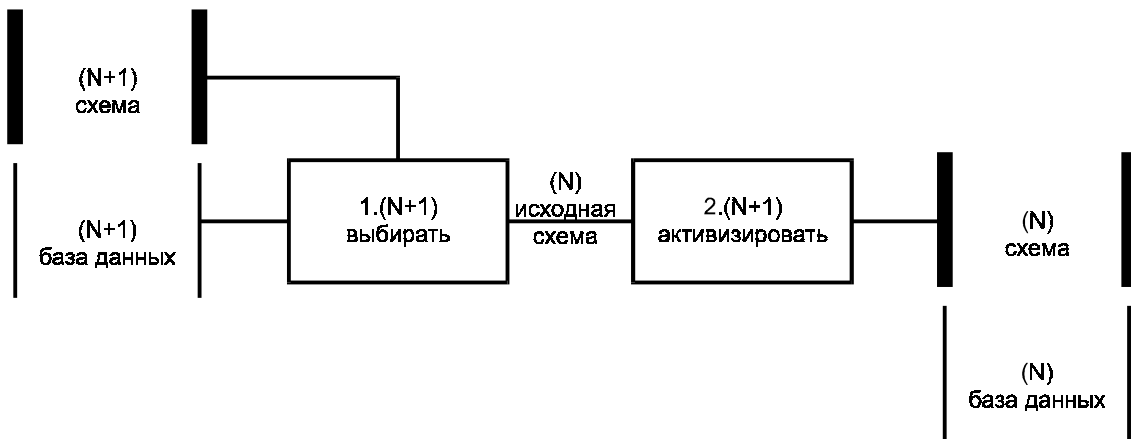 (N+1)
схема
(N+1)
база данных
1.(N+1)
выбирать
(N)
исходная
схема
2.(N+1)
активизировать
(N)
схема
(N)
база данных